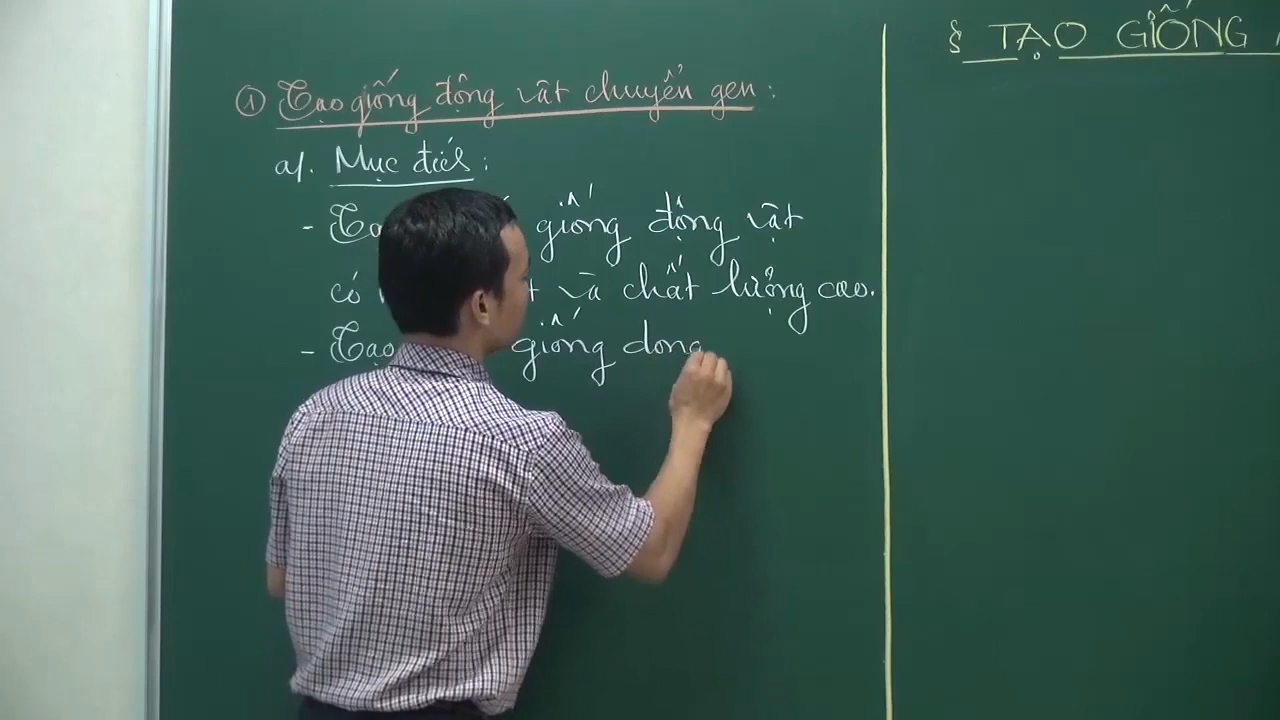 ① Tạo giống động vật chuyển gen:
a/. Mục đích:
- giống động vật
có và chất lượng cao.
- Tạo giống dong
§ TẠO GIỐNG